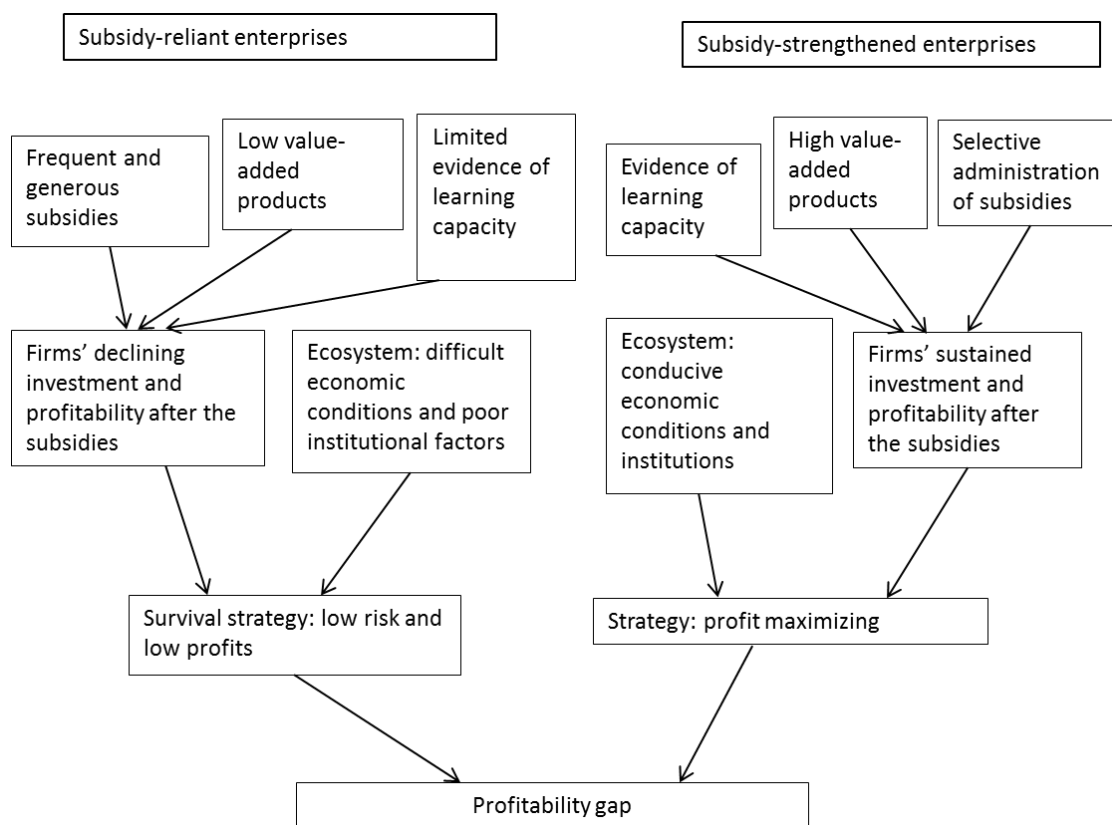 Subsidy-reliant enterprises
Subsidy-strengthened enterprises
Frequent and
generous
subsidies
Low value-
added
products
Limited
evidence of
learning
capacity
Evidence of
learning
capacity
High value-
added
products
Selective
administration
of subsidies
Firms’ declining
investment and
profitability after the
subsidies
Ecosystem: difficult
economic
conditions and poor
institutional factors
Ecosystem:
conducive
economic
conditions and
institutions
Firms’ sustained
investment and
profitability after
the subsidies
Survival strategy: low risk and
low profits
Strategy: profit maximizing
Profitability gap